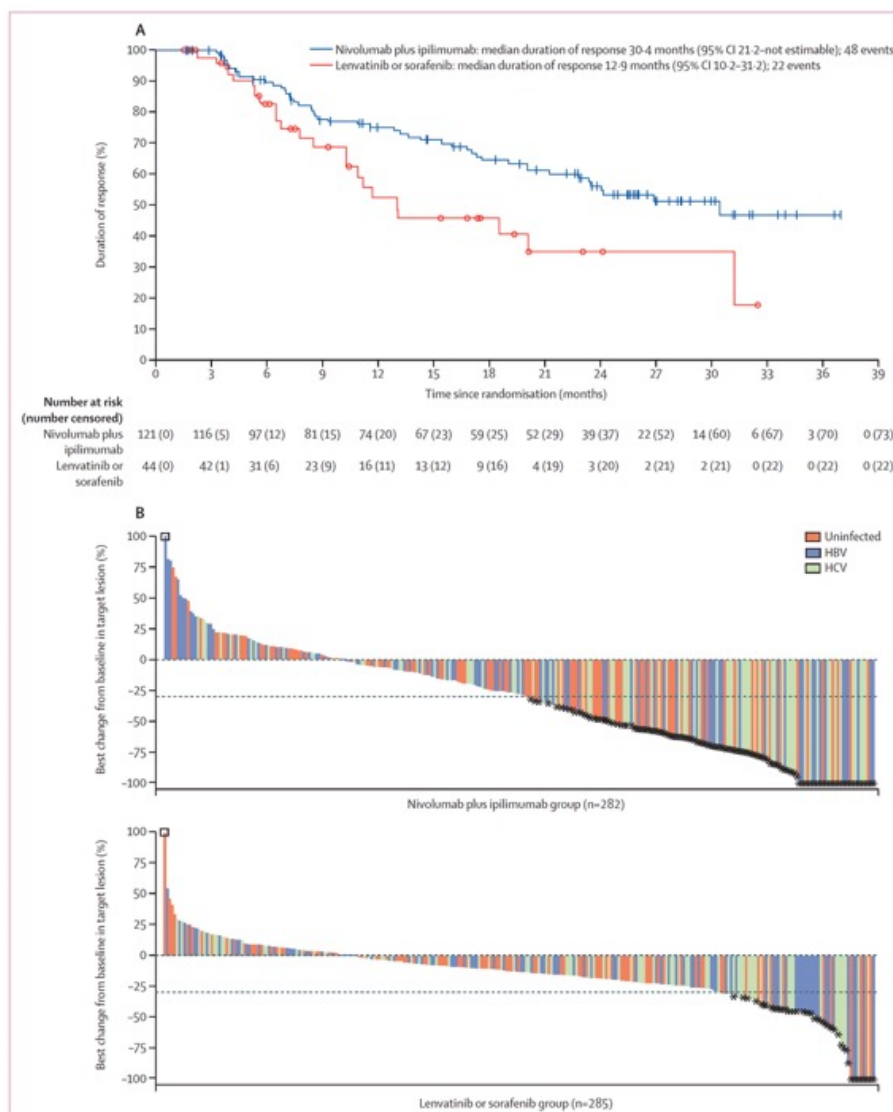 A
Nivolumab plus ipilimumab: median duration of response 30·4 months (95% CI 21·2–not estimable); 48 events
Lenvatinib or sorafenib: median duration of response 12·9 months (95% CI 10·2–31·2); 22 events
Duration of response (%)
100
90
80
70
60
50
40
30
20
10
0
0 3 6 9 12 15 18 21 24 27 30 33 36 39
Time since randomisation (months)
Number at risk
(number censored)
Nivolumab plus
ipilimumab
121 (0) 116 (5) 97 (12) 81 (15) 74 (20) 67 (23) 59 (25) 52 (29) 39 (37) 22 (52) 14 (60) 6 (67) 3 (70) 0 (73)
Lenvatinib or
sorafenib
44 (0) 42 (1) 31 (6) 23 (9) 16 (11) 13 (12) 9 (16) 4 (19) 3 (20) 2 (21) 2 (21) 0 (22) 0 (22) 0 (22)
B
Uninfected
HBV
HCV
Best change from baseline in target lesion (%)
100
75
50
25
0
−25
−50
−75
−100
Nivolumab plus ipilimumab group (n=282)
Best change from baseline in target lesion (%)
100
75
50
25
0
−25
−50
−75
−100
Lenvatinib or sorafenib group (n=285)